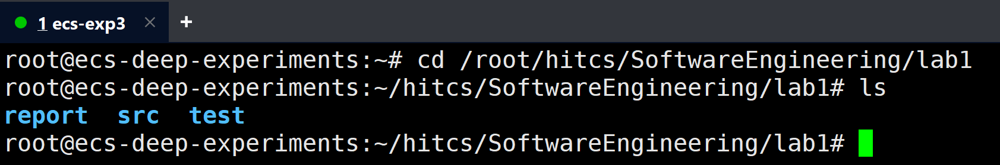 1 ecs-exp3 × +
root@ecs-deep-experiments:~# cd /root/hitcs/SoftwareEngineering/lab1
root@ecs-deep-experiments:~/hitcs/SoftwareEngineering/lab1# ls
report  src  test
root@ecs-deep-experiments:~/hitcs/SoftwareEngineering/lab1#